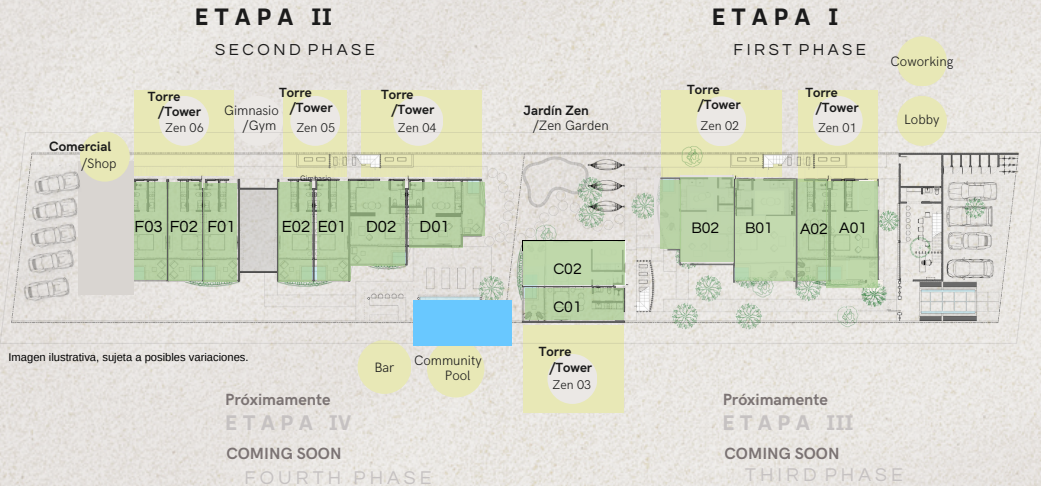 ETAPA II
SECOND PHASE
ETAPA I
FIRST PHASE
Coworking
Lobby
Comercial
/Shop
Torre
/Tower
Zen 06
Gimnasio
/Gym
Torre
/Tower
Zen 05
Torre
/Tower
Zen 04
Jardín Zen
/Zen Garden
Torre
/Tower
Zen 02
Torre
/Tower
Zen 01
Gimnasio
F03
F02
F01
E02
E01
D02
D01
C02
C01
B02
B01
A02
A01
Imagen ilustrativa, sujeta a posibles variaciones.
Bar
Community
Pool
Torre
/Tower
Zen 03
Próximamente
ETAPA IV
COMING SOON
FOURTH PHASE
Próximamente
ETAPA III
COMING SOON
THIRD PHASE